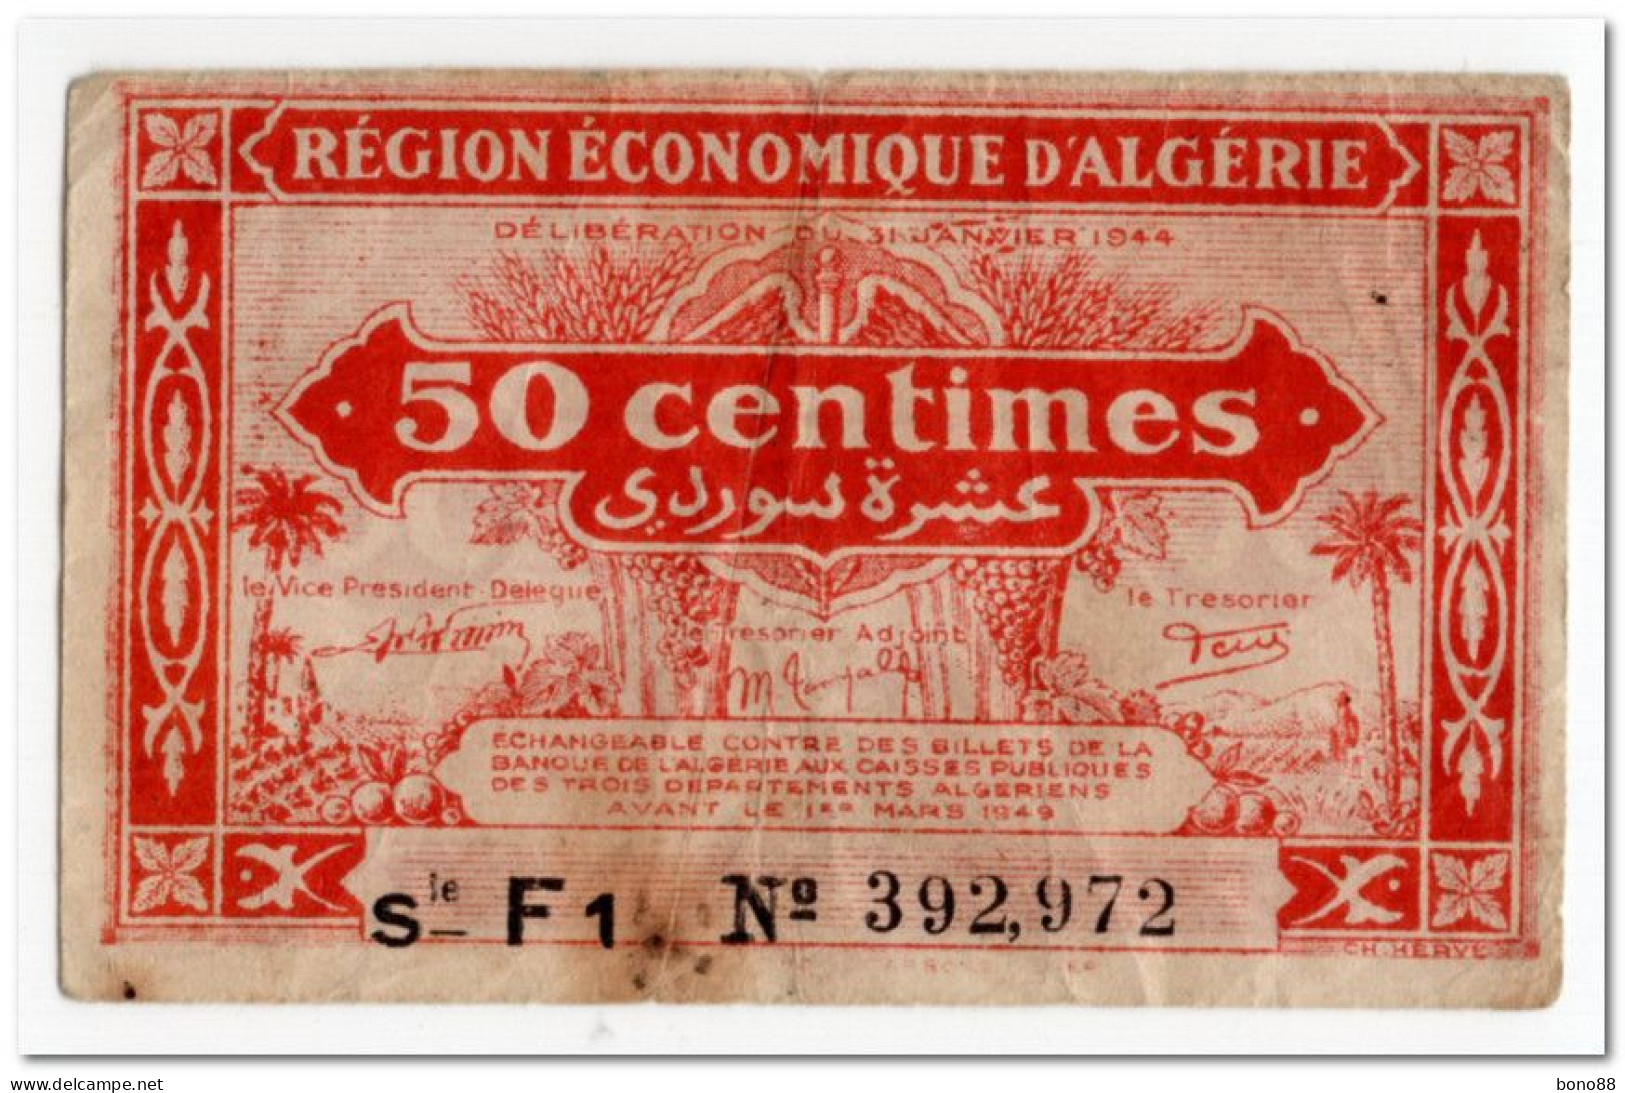 RÉGION ÉCONOMIQUE D'ALGÉRIE
DÉLIBÉRATION DU 31 JANVIER 1944
50 centimes
عشرة سوردي
le Vice President Delegue
le Tresorier
le Tresorier Adjoint
ECHANGEABLE CONTRE DES BILLETS DE LA
BANQUE DE L'ALGERIE AUX CAISSES PUBLIQUES
DES TROIS DEPARTEMENTS ALGERIENS
AVANT LE 1ER MARS 1949
Sie F1 No 392,972
CH. HERVE
www.delcampe.net
bono88